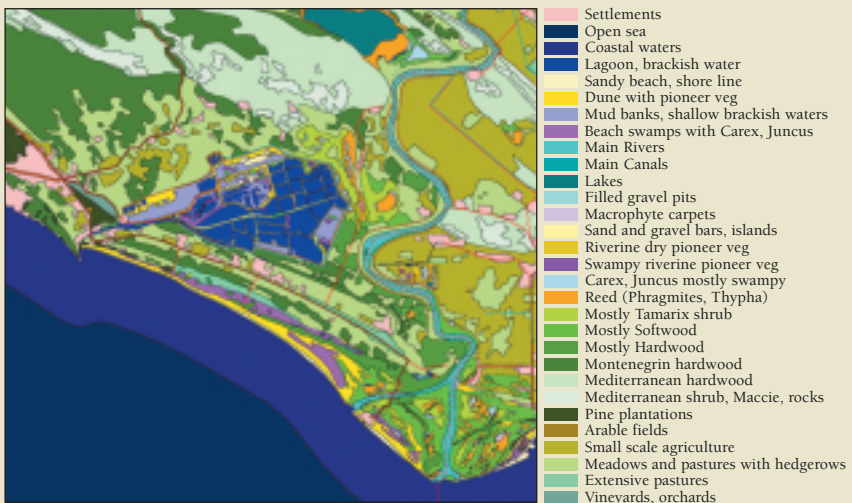 Settlements
Open sea
Coastal waters
Lagoon, brackish water
Sandy beach, shore line
Dune with pioneer veg
Mud banks, shallow brackish waters
Beach swamps with Carex, Juncus
Main Rivers
Main Canals
Lakes
Filled gravel pits
Macrophyte carpets
Sand and gravel bars, islands
Riverine dry pioneer veg
Swampy riverine pioneer veg
Carex, Juncus mostly swampy
Reed (Phragmites, Thypha)
Mostly Tamarix shrub
Mostly Softwood
Mostly Hardwood
Montenegrin hardwood
Mediterranean hardwood
Mediterranean shrub, Maccie, rocks
Pine plantations
Arable fields
Small scale agriculture
Meadows and pastures with hedgerows
Extensive pastures
Vineyards, orchards